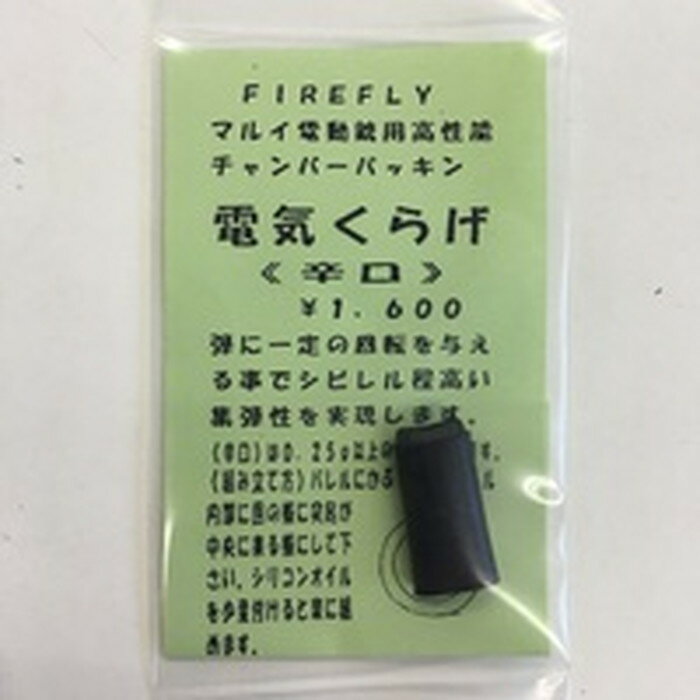 FIREFLY
マルイ電動銃用高性能
チャンバーパッキン
電気くらげ
《辛口》
¥1.600
弾に一定の回転を与え
る事でシビレル程高い
集弾性を実現します。
(辛口)は0.25g以上の す。
(組み立て方)バレルにかぶ ル
内部に図の様に突起が
中央に来る様にして下
さい。シリコンオイル
を少量付けると楽に組
めます。